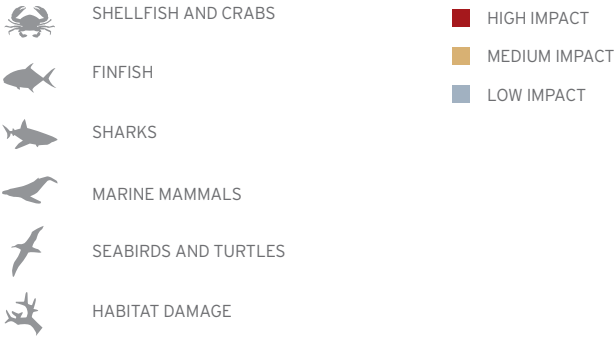 SHELLFISH AND CRABS
FINFISH
SHARKS
MARINE MAMMALS
SEABIRDS AND TURTLES
HABITAT DAMAGE
HIGH IMPACT
MEDIUM IMPACT
LOW IMPACT